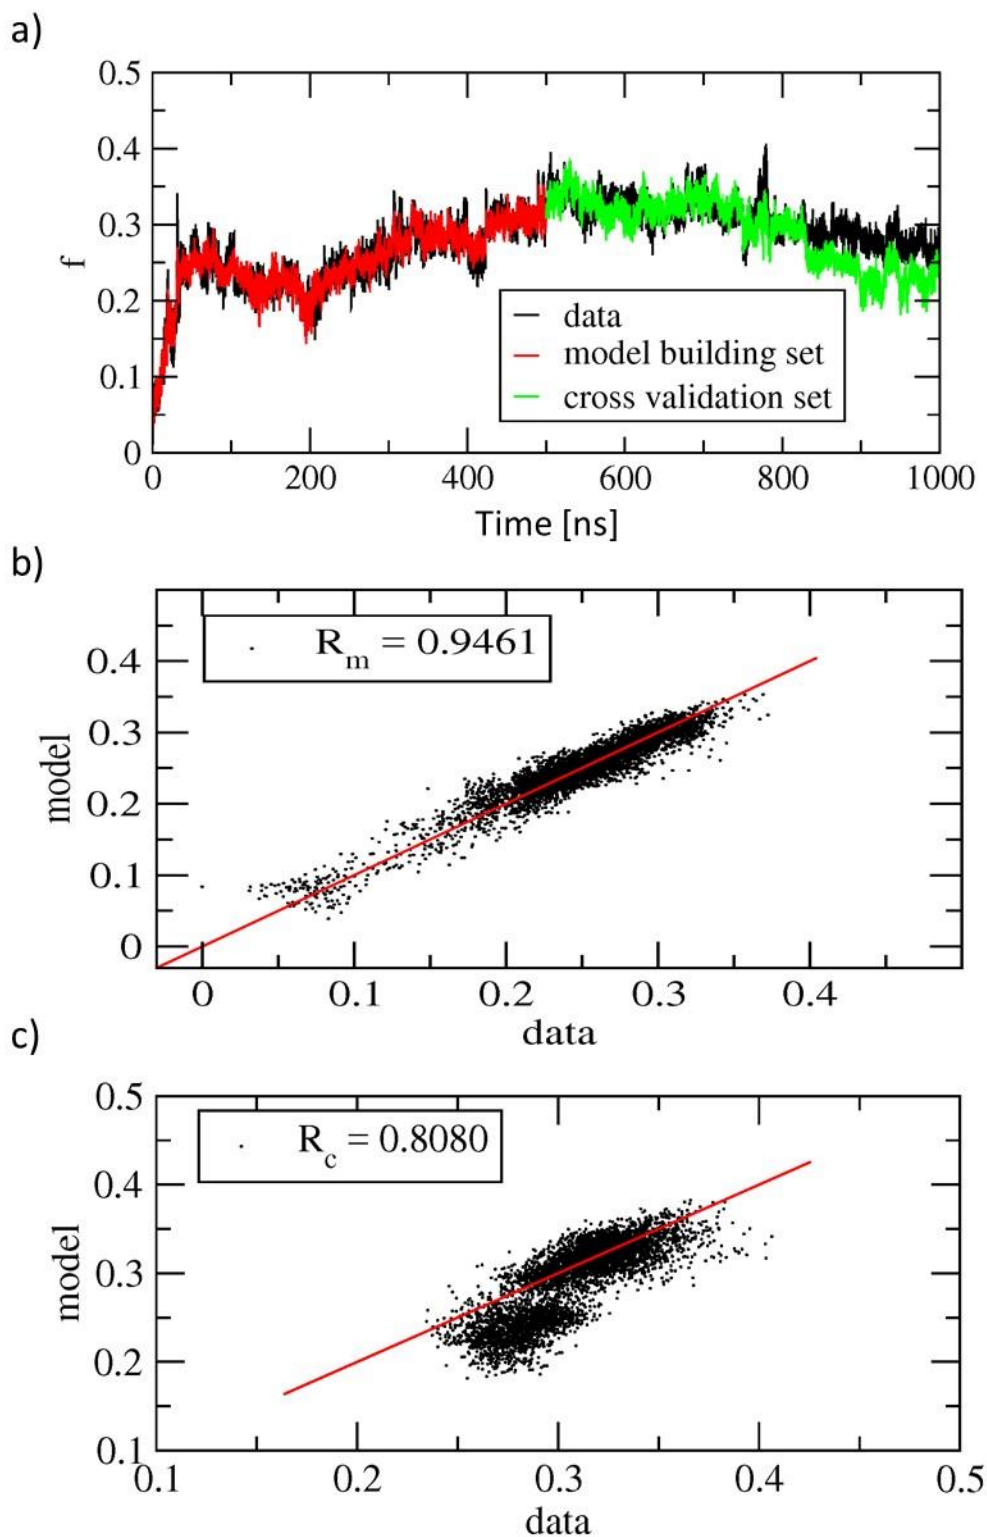 a)
0.5
0.4
0.3
0.2
0.1
0
f
data
model building set
cross validation set
0 200 400 600 800 1000
Time [ns]
b)
R_m = 0.9461
0.4
0.3
0.2
0.1
0
model
0 0.1 0.2 0.3 0.4
data
c)
0.5
R_c = 0.8080
0.4
0.3
0.2
0.1
model
0.1 0.2 0.3 0.4 0.5
data